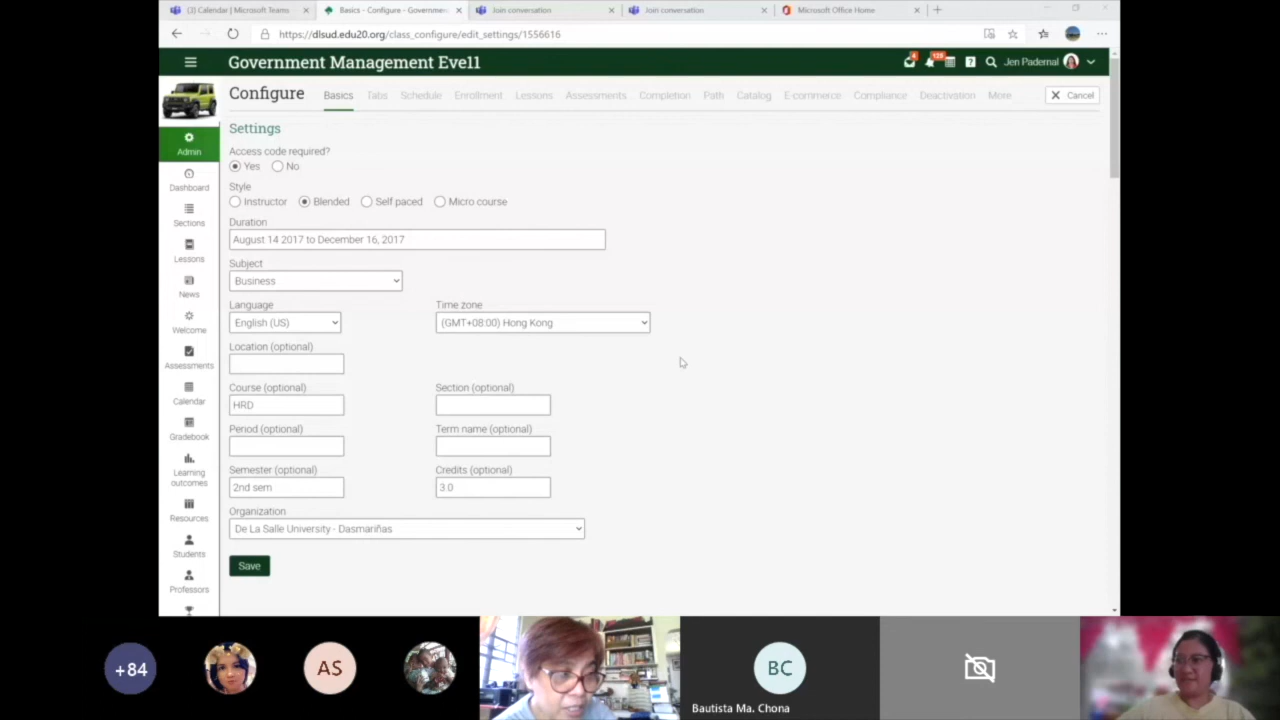 (3) Calendar | Microsoft Teams
Basics - Configure - Governmen
Join conversation
Join conversation
Microsoft Office Home
https://dlsud.edu20.org/class_configure/edit_settings/1556616
Government Management Eve11
Jen Padernal
Configure
Basics
Tabs
Schedule
Enrollment
Lessons
Assessments
Completion
Path
Catalog
E-commerce
Compliance
Deactivation
More
Cancel
Admin
Dashboard
Sections
Lessons
News
Welcome
Assessments
Calendar
Gradebook
Learning outcomes
Resources
Students
Professors
Settings
Access code required?
Yes No
Style
Instructor Blended Self paced Micro course
Duration
August 14 2017 to December 16, 2017
Subject
Business
Language Time zone
English (US) (GMT+08:00) Hong Kong
Location (optional)
Course (optional) Section (optional)
HRD
Period (optional) Term name (optional)
Semester (optional) Credits (optional)
2nd sem 3.0
Organization
De La Salle University - Dasmariñas
Save
+84
AS
BC
Bautista Ma. Chona